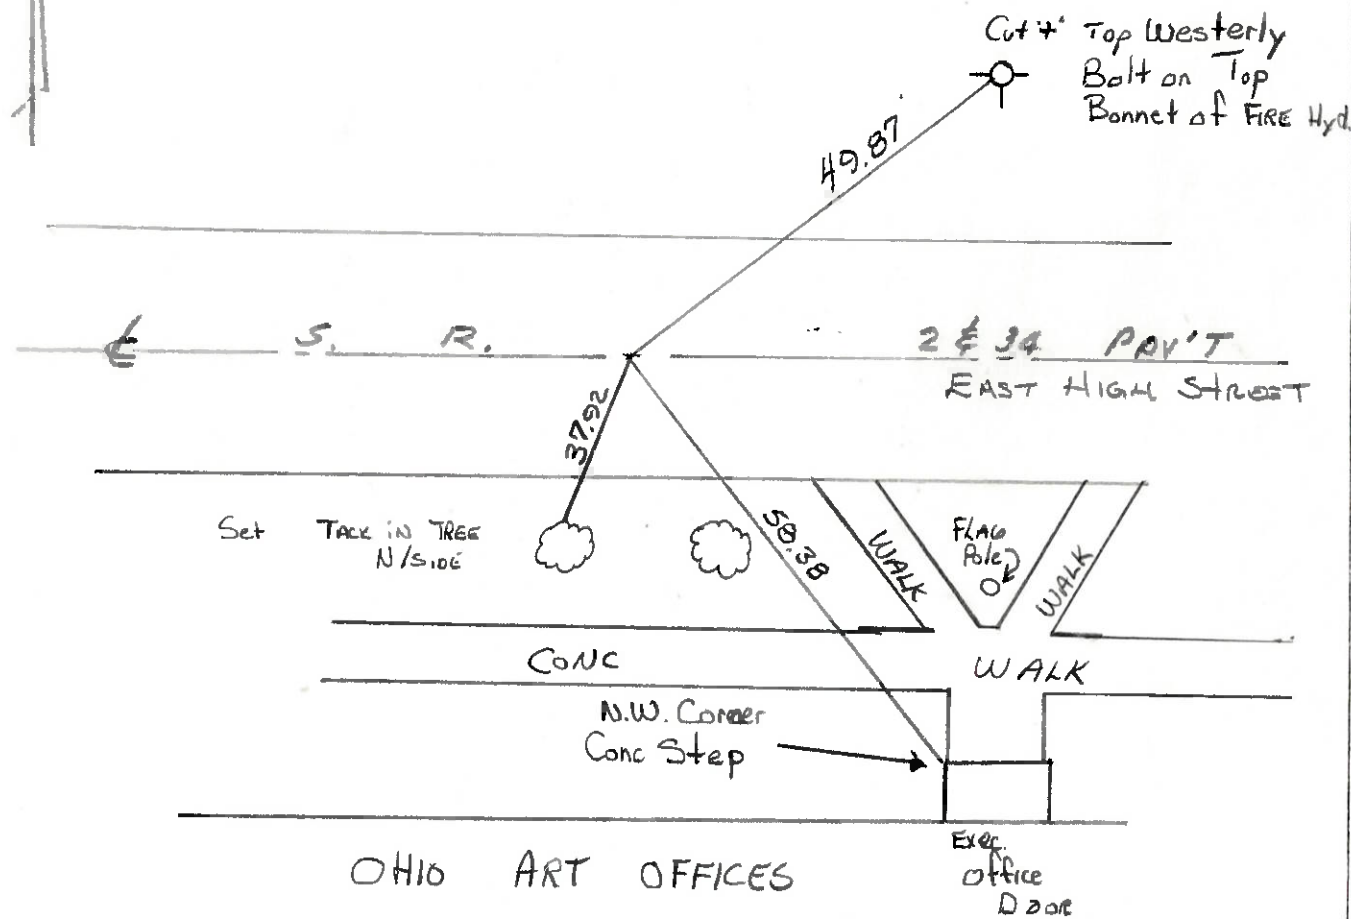 Cut '+' Top Westerly
Bolt on Top
Bonnet of FIRE Hyd.
49.87
℄ S. R. 2 & 34 PAV'T
EAST HIGH STREET
37.92
58.38
Set TACK IN TREE
N/SIDE
WALK
FLAG
Pole
WALK
CONC WALK
N.W. Corner
Conc Step
Exec.
Office
Door
OHIO ART OFFICES